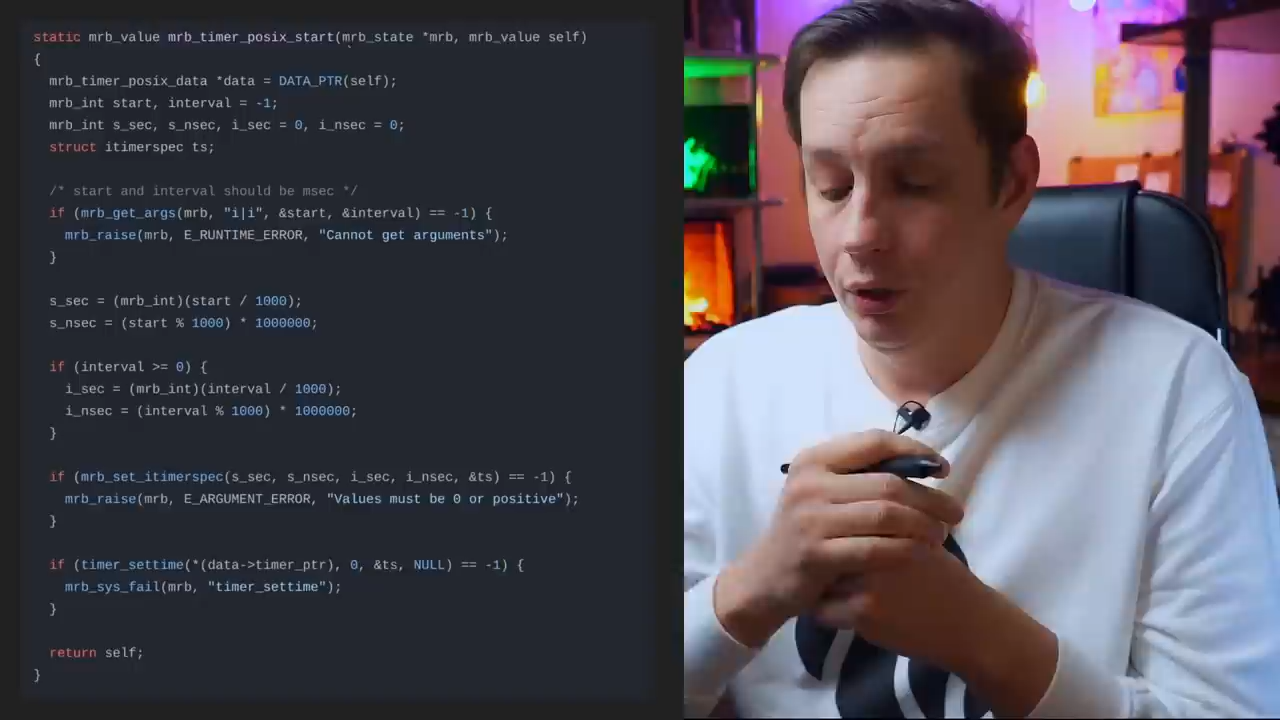 static mrb_value mrb_timer_posix_start(mrb_state *mrb, mrb_value self)
{
  mrb_timer_posix_data *data = DATA_PTR(self);
  mrb_int start, interval = -1;
  mrb_int s_sec, s_nsec, i_sec = 0, i_nsec = 0;
  struct itimerspec ts;
  /* start and interval should be msec */
  if (mrb_get_args(mrb, "i|i", &start, &interval) == -1) {
    mrb_raise(mrb, E_RUNTIME_ERROR, "Cannot get arguments");
  }
  s_sec = (mrb_int)(start / 1000);
  s_nsec = (start % 1000) * 1000000;
  if (interval >= 0) {
    i_sec = (mrb_int)(interval / 1000);
    i_nsec = (interval % 1000) * 1000000;
  }
  if (mrb_set_itimerspec(s_sec, s_nsec, i_sec, i_nsec, &ts) == -1) {
    mrb_raise(mrb, E_ARGUMENT_ERROR, "Values must be 0 or positive");
  }
  if (timer_settime(*(data->timer_ptr), 0, &ts, NULL) == -1) {
    mrb_sys_fail(mrb, "timer_settime");
  }
  return self;
}